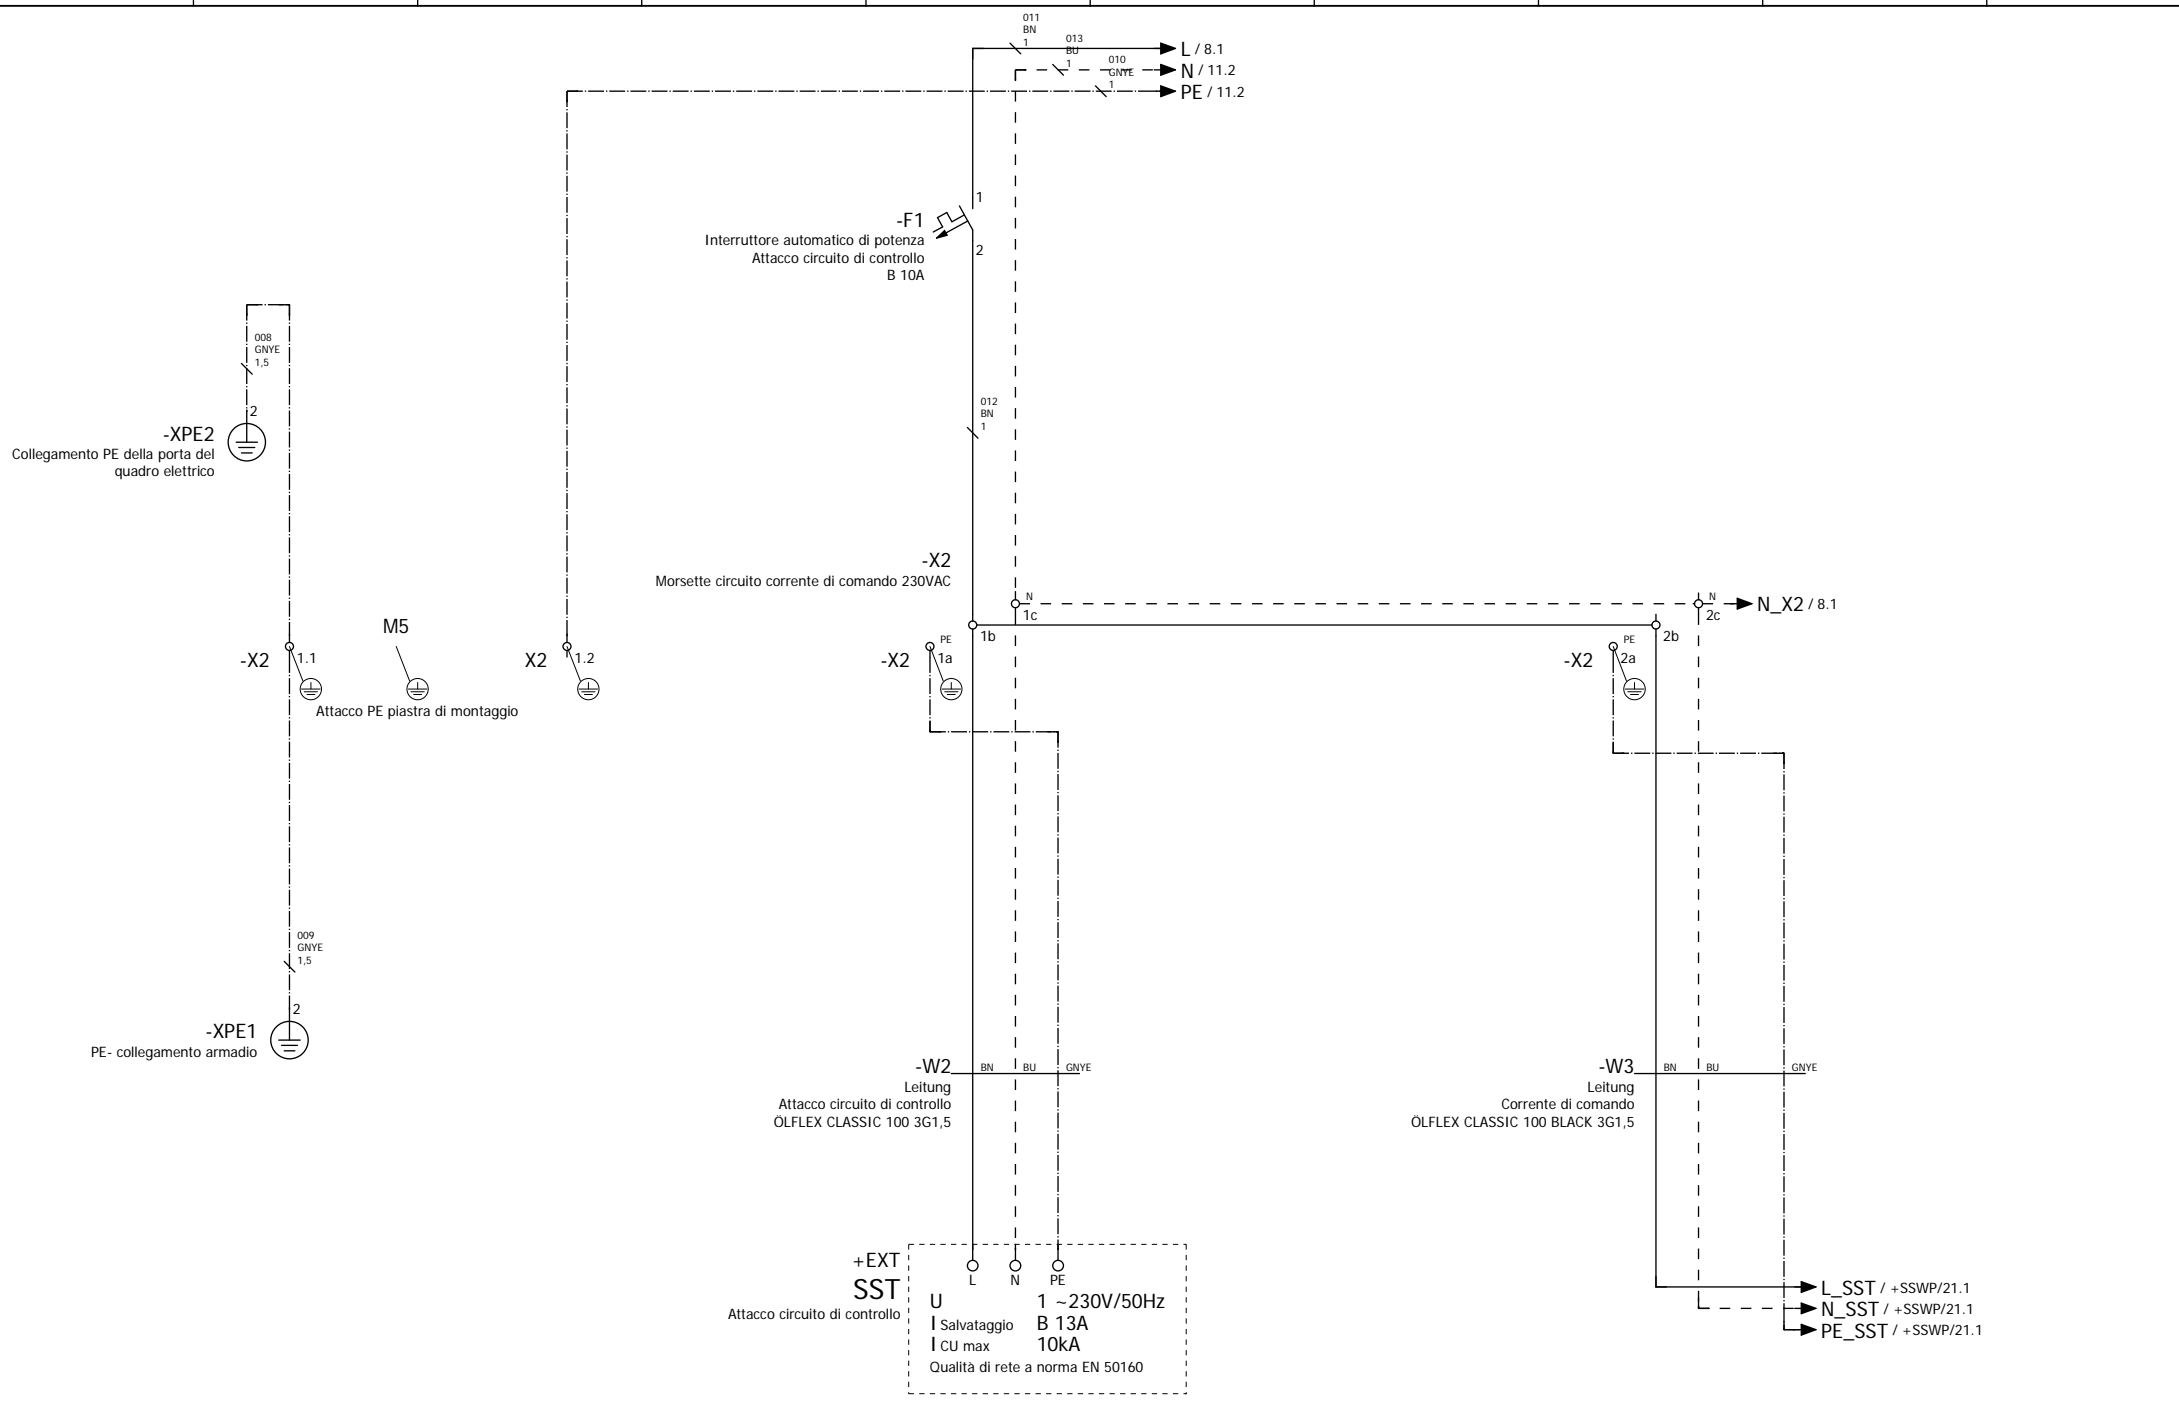 011
BN
1
013
BU
1
010
GNYE
1
L / 8.1
N / 11.2
PE / 11.2
-F1
Interruttore automatico di potenza
Attacco circuito di controllo
B 10A
1
2
008
GNYE
1,5
2
-XPE2
Collegamento PE della porta del
quadro elettrico
012
BN
1
-X2
Morsette circuito corrente di comando 230VAC
N
1c
1b
N
2c
2b
N_X2 / 8.1
-X2
1.1
M5
Attacco PE piastra di montaggio
X2
1.2
-X2
PE
1a
-X2
PE
2a
009
GNYE
1,5
2
-XPE1
PE- collegamento armadio
-W2
Leitung
Attacco circuito di controllo
ÖLFLEX CLASSIC 100 3G1,5
BN
BU
GNYE
-W3
Leitung
Corrente di comando
ÖLFLEX CLASSIC 100 BLACK 3G1,5
BN
BU
GNYE
+EXT
SST
Attacco circuito di controllo
L
N
PE
U 1 ~230V/50Hz
I Salvataggio B 13A
I CU max 10kA
Qualità di rete a norma EN 50160
L_SST / +SSWP/21.1
N_SST / +SSWP/21.1
PE_SST / +SSWP/21.1